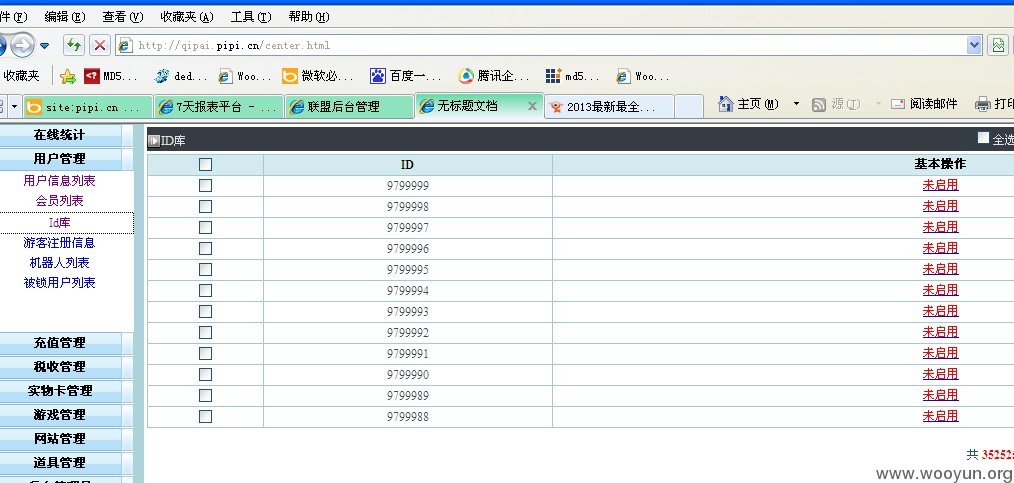 件(F) 编辑(E) 查看(V) 收藏夹(A) 工具(T) 帮助(H)
http://qipai.pipi.cn/center.html
收藏夹 MD5... ded... Woo... 微软必... 百度一... 腾讯企... md5... Woo...
site:pipi.cn ... 7天报表平台 - ... 联盟后台管理 无标题文档 2013最新最全... 主页(M) 源(J) 阅读邮件 打印
在线统计
用户管理
用户信息列表
会员列表
Id库
游客注册信息
机器人列表
被锁用户列表
充值管理
税收管理
实物卡管理
游戏管理
网站管理
道具管理
ID库 全选
ID 基本操作
9799999 未启用
9799998 未启用
9799997 未启用
9799996 未启用
9799995 未启用
9799994 未启用
9799993 未启用
9799992 未启用
9799991 未启用
9799990 未启用
9799989 未启用
9799988 未启用
共 35252
www.wooyun.org